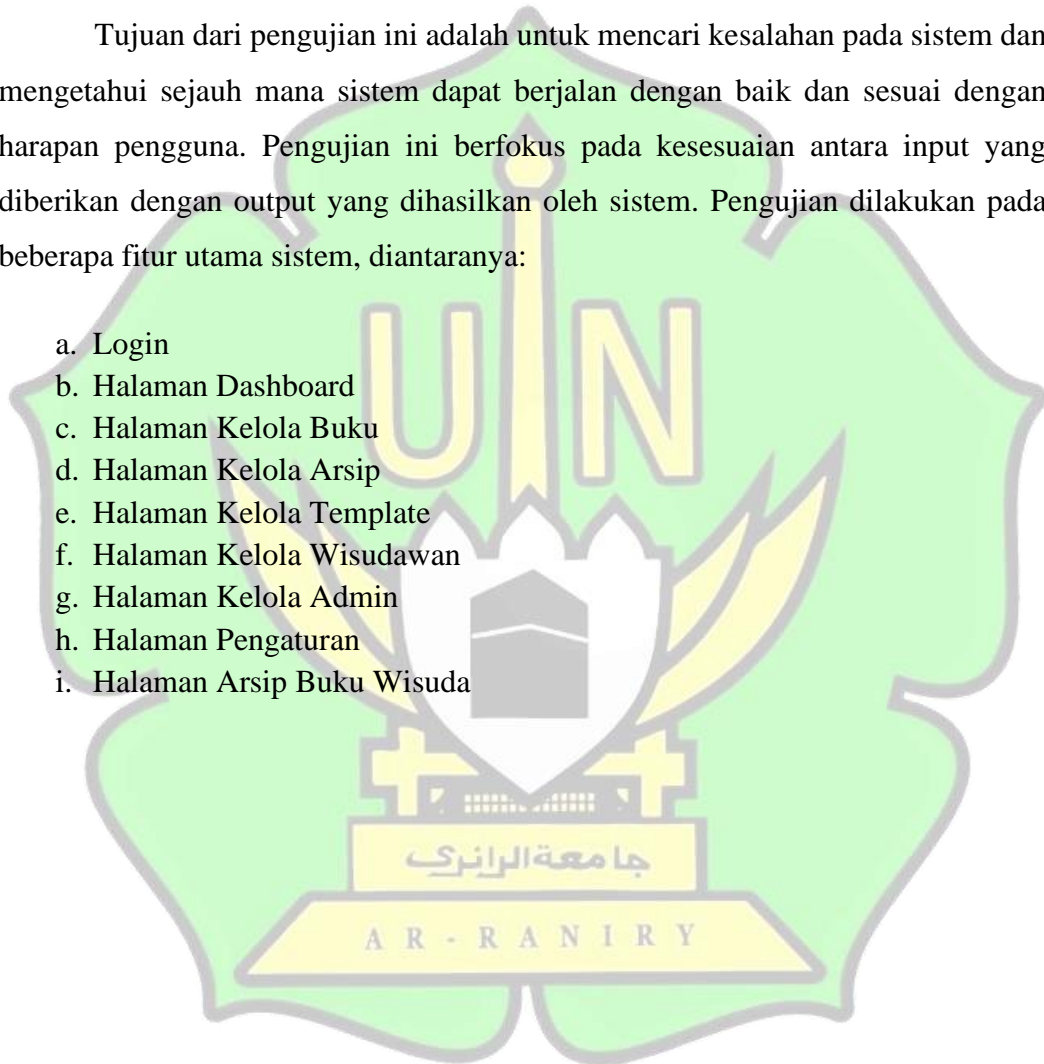 Tujuan dari pengujian ini adalah untuk mencari kesalahan pada sistem dan
mengetahui sejauh mana sistem dapat berjalan dengan baik dan sesuai dengan
harapan pengguna. Pengujian ini berfokus pada kesesuaian antara input yang
diberikan dengan output yang dihasilkan oleh sistem. Pengujian dilakukan pada
beberapa fitur utama sistem, diantaranya:
a. Login
b. Halaman Dashboard
c. Halaman Kelola Buku
d. Halaman Kelola Arsip
e. Halaman Kelola Template
f. Halaman Kelola Wisudawan
g. Halaman Kelola Admin
h. Halaman Pengaturan
i. Halaman Arsip Buku Wisuda
UIN
جامعة الرانري
AR-RANIRY